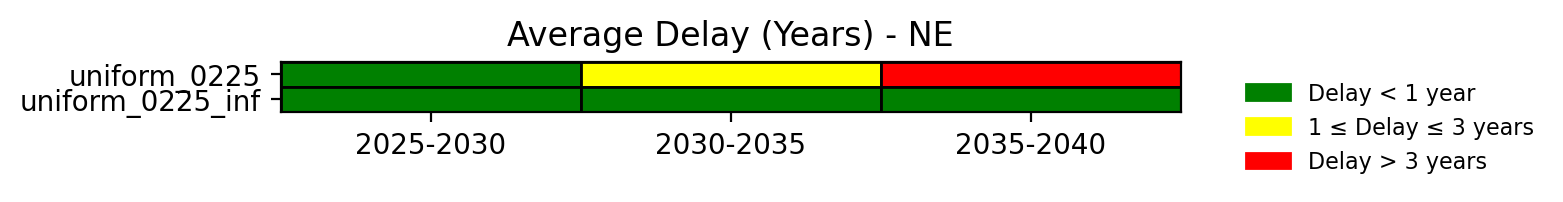 Average Delay (Years) - NE
uniform_0225
uniform_0225_inf
2025-2030
2030-2035
2035-2040
Delay < 1 year
1 ≤ Delay ≤ 3 years
Delay > 3 years